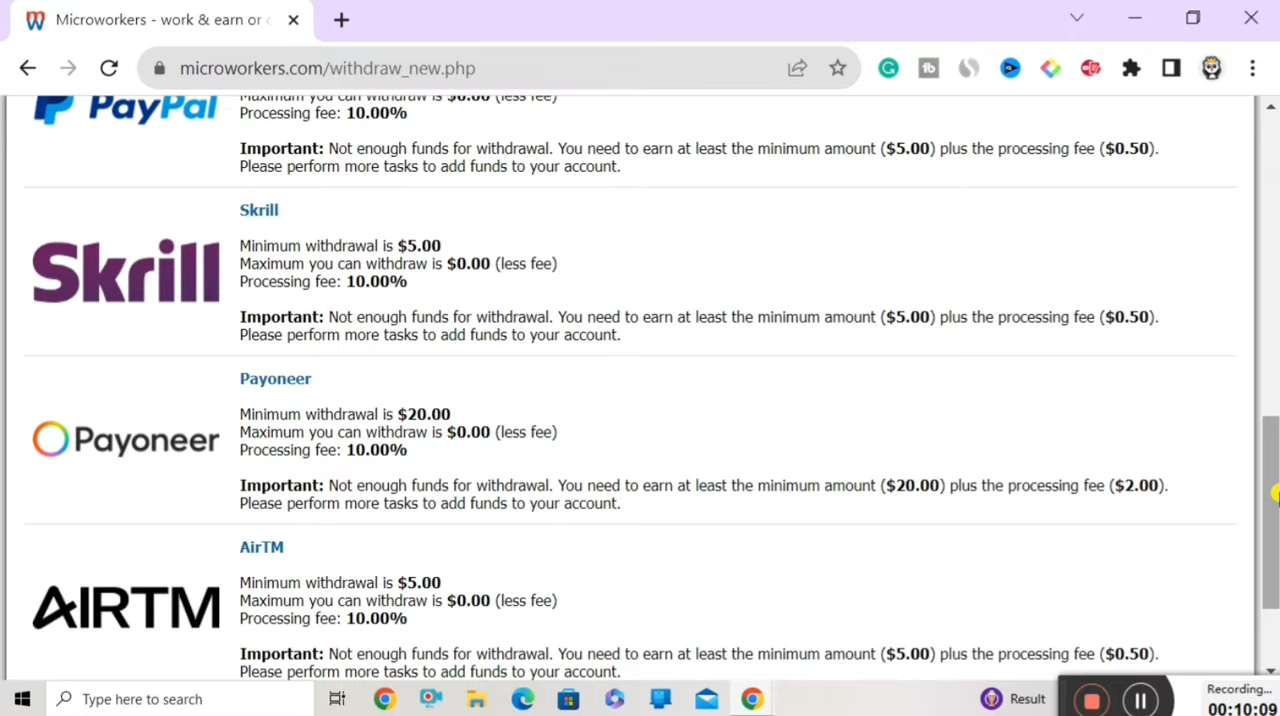 Microworkers - work & earn or c
microworkers.com/withdraw_new.php
PayPal
Maximum you can withdraw is $0.00 (less fee)
Processing fee: 10.00%
Important: Not enough funds for withdrawal. You need to earn at least the minimum amount ($5.00) plus the processing fee ($0.50).
Please perform more tasks to add funds to your account.
Skrill
Skrill
Minimum withdrawal is $5.00
Maximum you can withdraw is $0.00 (less fee)
Processing fee: 10.00%
Important: Not enough funds for withdrawal. You need to earn at least the minimum amount ($5.00) plus the processing fee ($0.50).
Please perform more tasks to add funds to your account.
Payoneer
Payoneer
Minimum withdrawal is $20.00
Maximum you can withdraw is $0.00 (less fee)
Processing fee: 10.00%
Important: Not enough funds for withdrawal. You need to earn at least the minimum amount ($20.00) plus the processing fee ($2.00).
Please perform more tasks to add funds to your account.
AirTM
AIRTM
Minimum withdrawal is $5.00
Maximum you can withdraw is $0.00 (less fee)
Processing fee: 10.00%
Important: Not enough funds for withdrawal. You need to earn at least the minimum amount ($5.00) plus the processing fee ($0.50).
Please perform more tasks to add funds to your account.
Type here to search
Result
Recording...
00:10:09